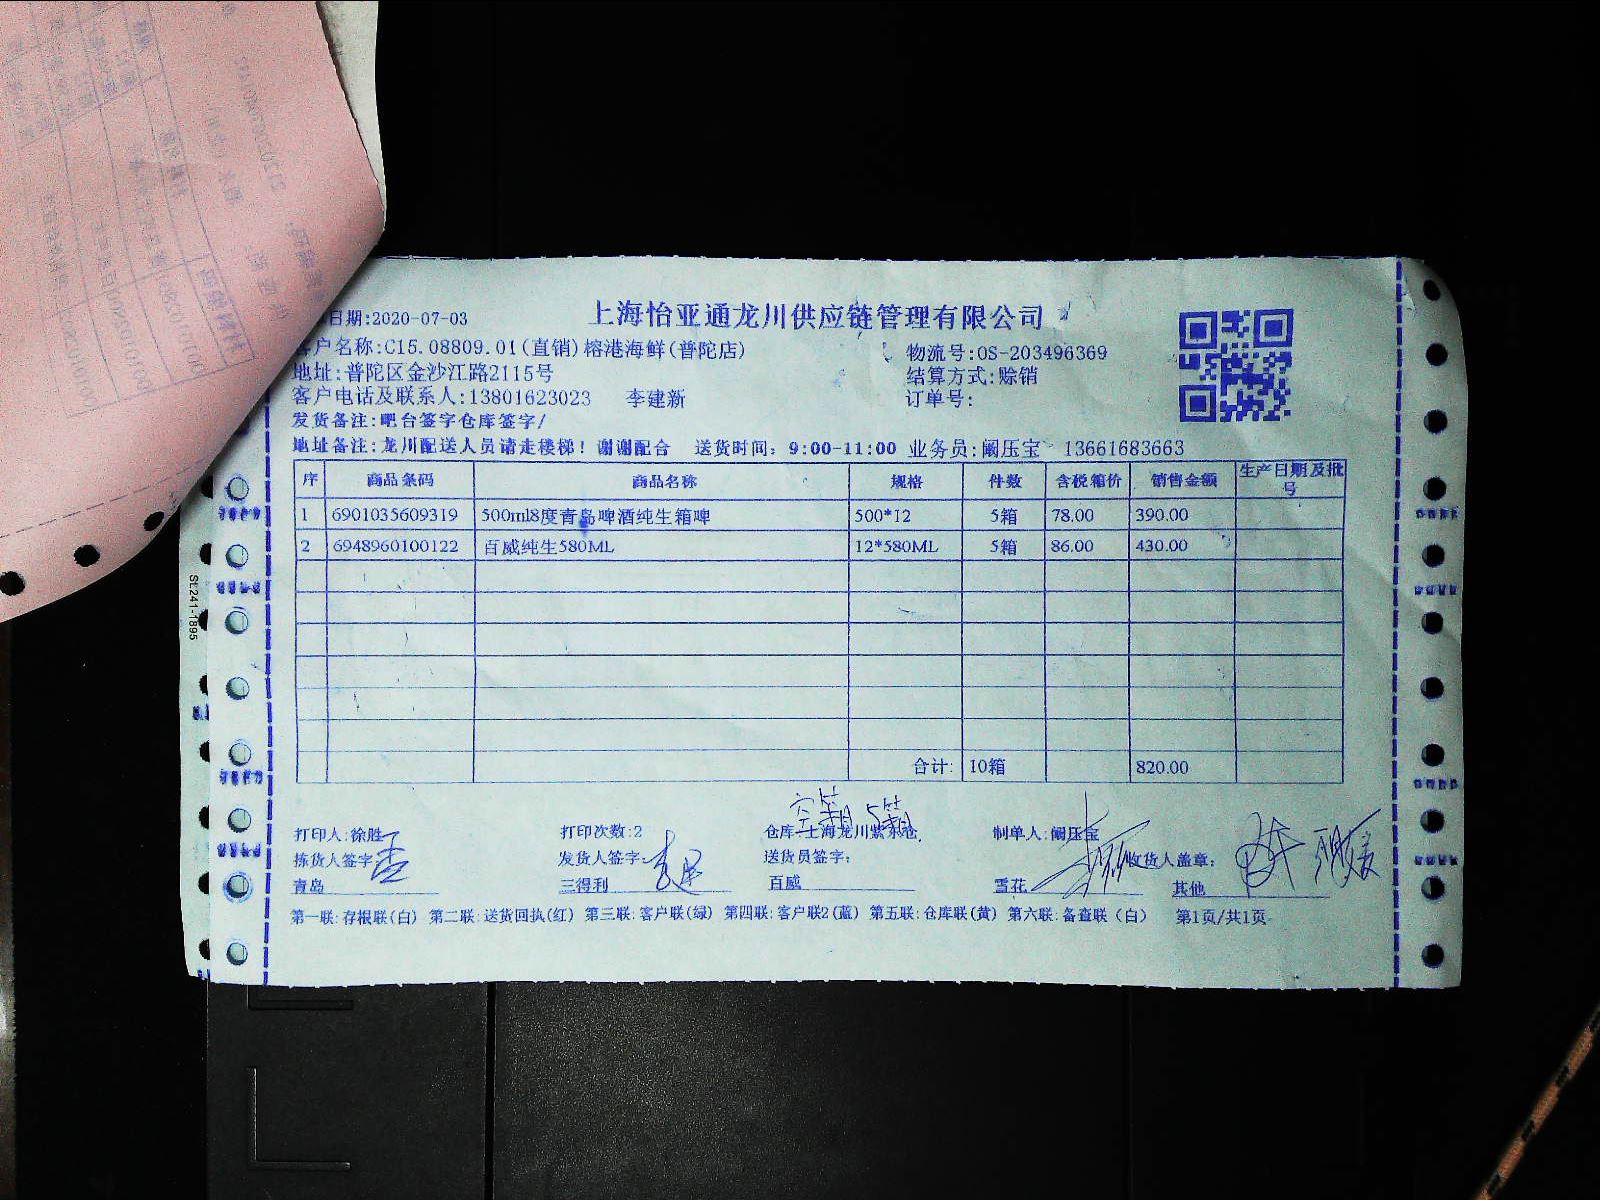 上海怡亚通龙川供应链管理有限公司
日期:2020-07-03
客户名称:C15.08809.01(直销)榕港海鲜(普陀店) 物流号:OS-203496369
地址:普陀区金沙江路2115号 结算方式:赊销
客户电话及联系人:13801623023 李建新 订单号:
发货备注:吧台签字仓库签字/
地址备注:龙川配送人员请走楼梯！谢谢配合 送货时间：9:00-11:00 业务员:阚压宝 13661683663
序 商品条码 商品名称 规格 件数 含税箱价 销售金额 生产日期及批号
1 6901035609319 500ml8度青岛啤酒纯生箱啤 500*12 5箱 78.00 390.00
2 6948960100122 百威纯生580ML 12*580ML 5箱 86.00 430.00
合计: 10箱 820.00
空箱 5箱
打印人:徐胜 打印次数:2 仓库:上海龙川紫东仓 制单人:阚压宝
拣货人签字 发货人签字 送货员签字: 收货人盖章:
青岛 三得利 百威 雪花 其他
第一联:存根联(白) 第二联:送货回执(红) 第三联:客户联(绿) 第四联:客户联2(蓝) 第五联:仓库联(黄) 第六联:备查联（白） 第1页/共1页
SL241-1895